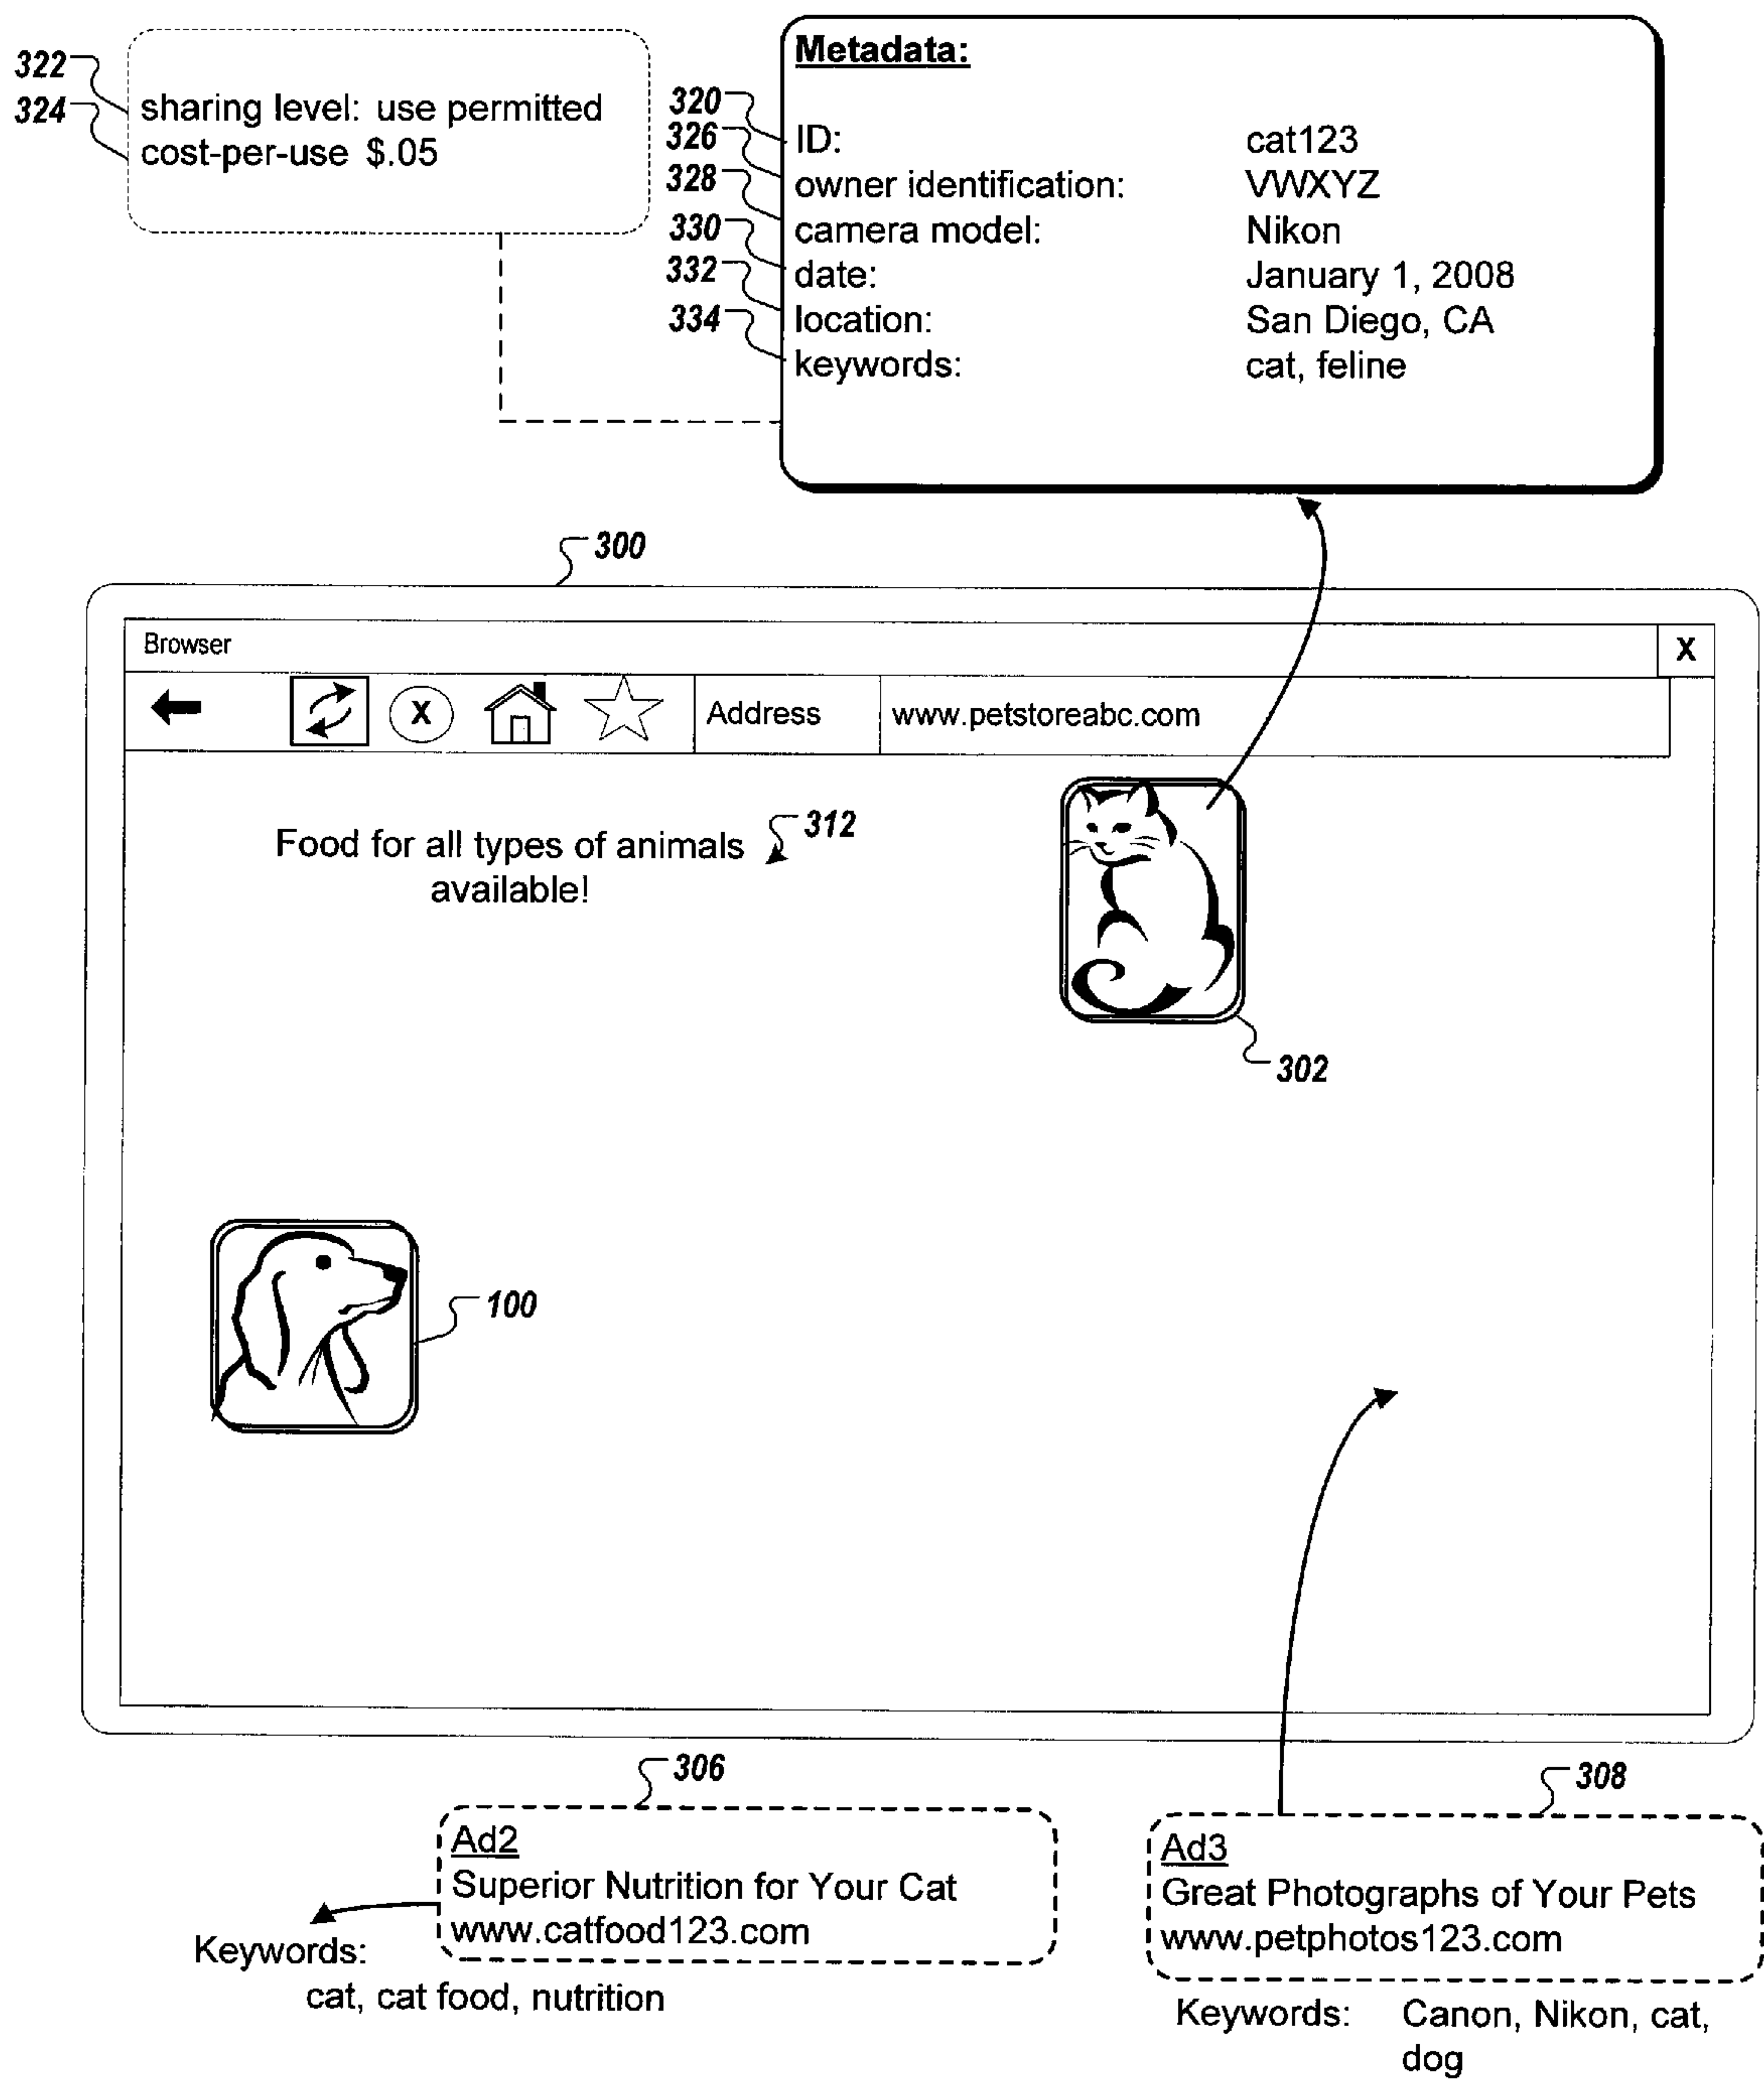 322
324
sharing level: use permitted
cost-per-use $.05
Metadata:
320
ID: cat123
326
owner identification: VWXYZ
328
camera model: Nikon
330
date: January 1, 2008
332
location: San Diego, CA
334
keywords: cat, feline
300
Browser X
X Address www.petstoreabc.com
Food for all types of animals
available!
312
302
100
306
Ad2
Superior Nutrition for Your Cat
www.catfood123.com
Keywords:
cat, cat food, nutrition
308
Ad3
Great Photographs of Your Pets
www.petphotos123.com
Keywords: Canon, Nikon, cat,
dog